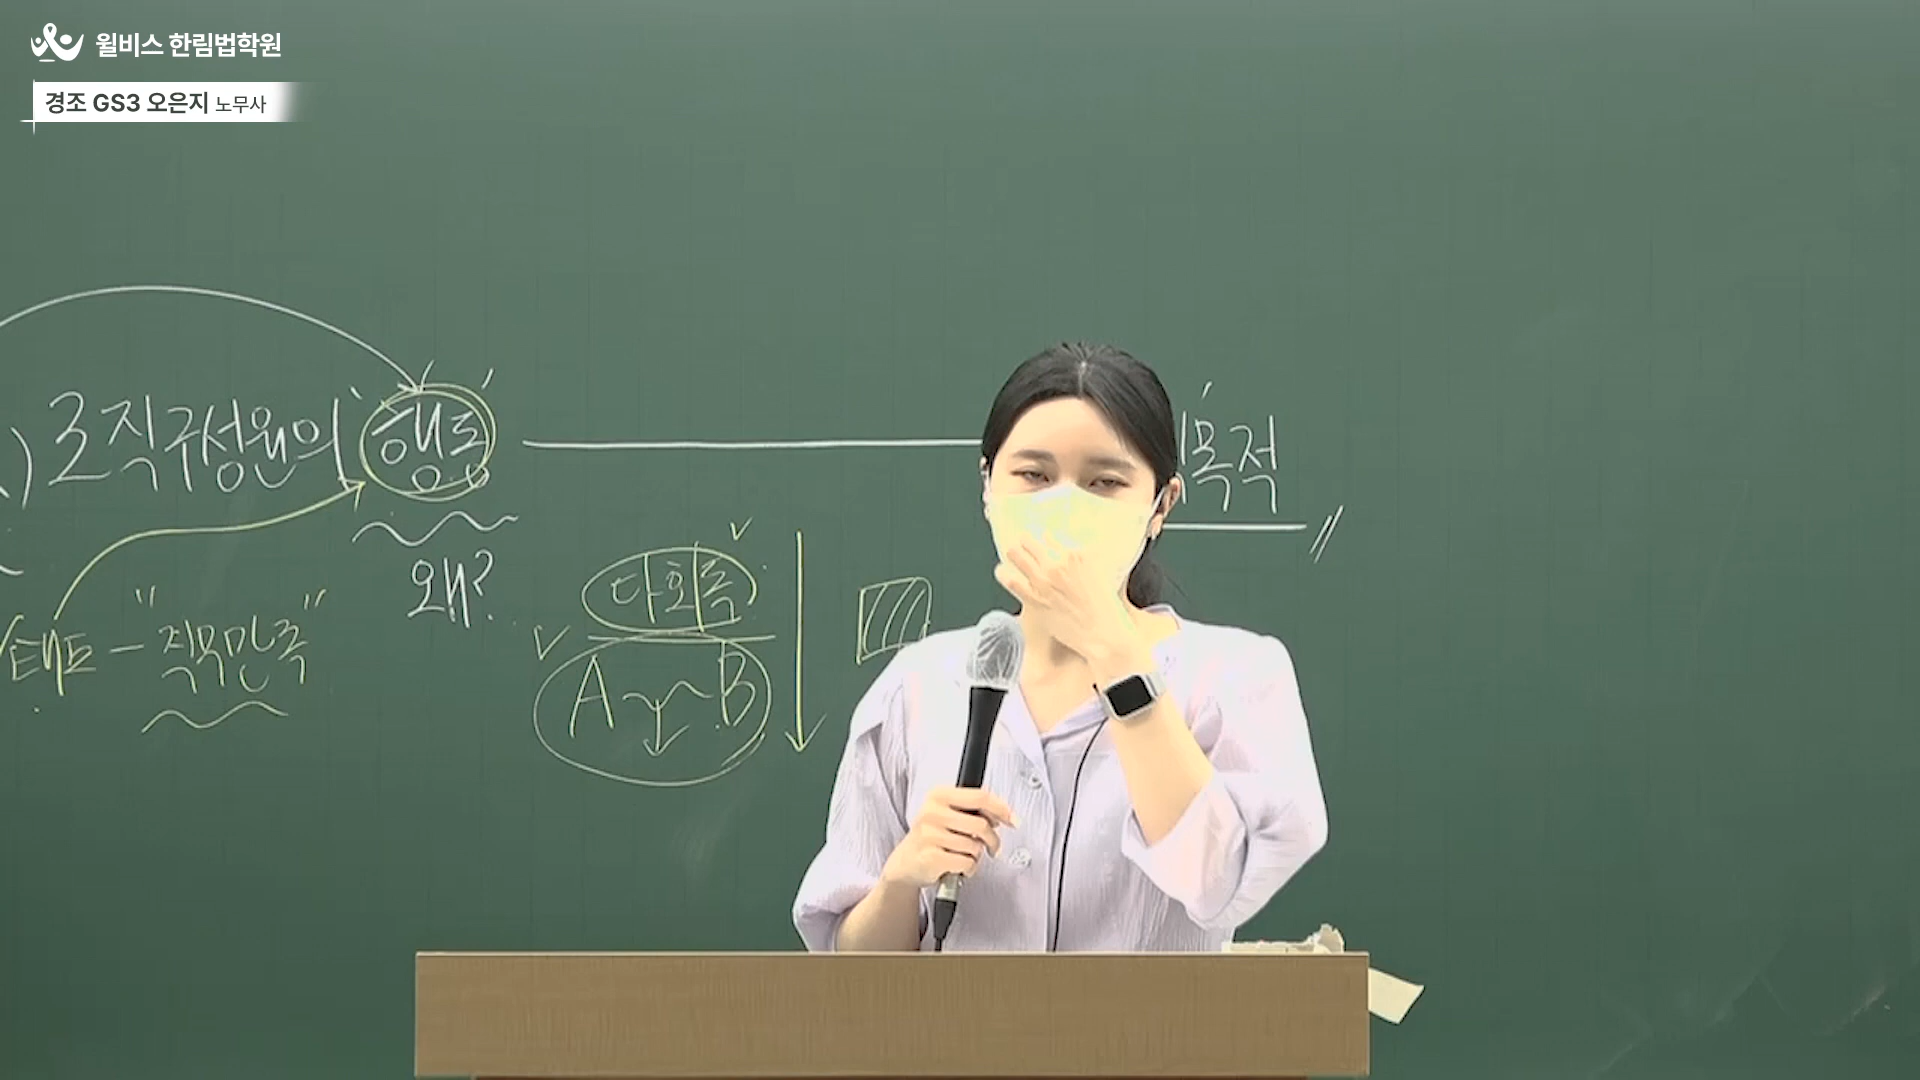 윌비스 한림법학원
경조 GS3 오은지 노무사
조직구성원의 행동
목적
왜?
태도 - "직무만족"
다회독
A B